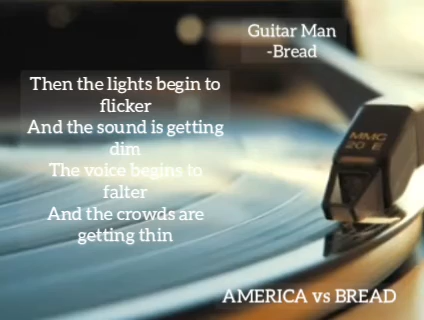 Guitar Man
-Bread
Then the lights begin to
flicker
And the sound is getting
dim
The voice begins to
falter
And the crowds are
getting thin
MMC
20 E
AMERICA vs BREAD